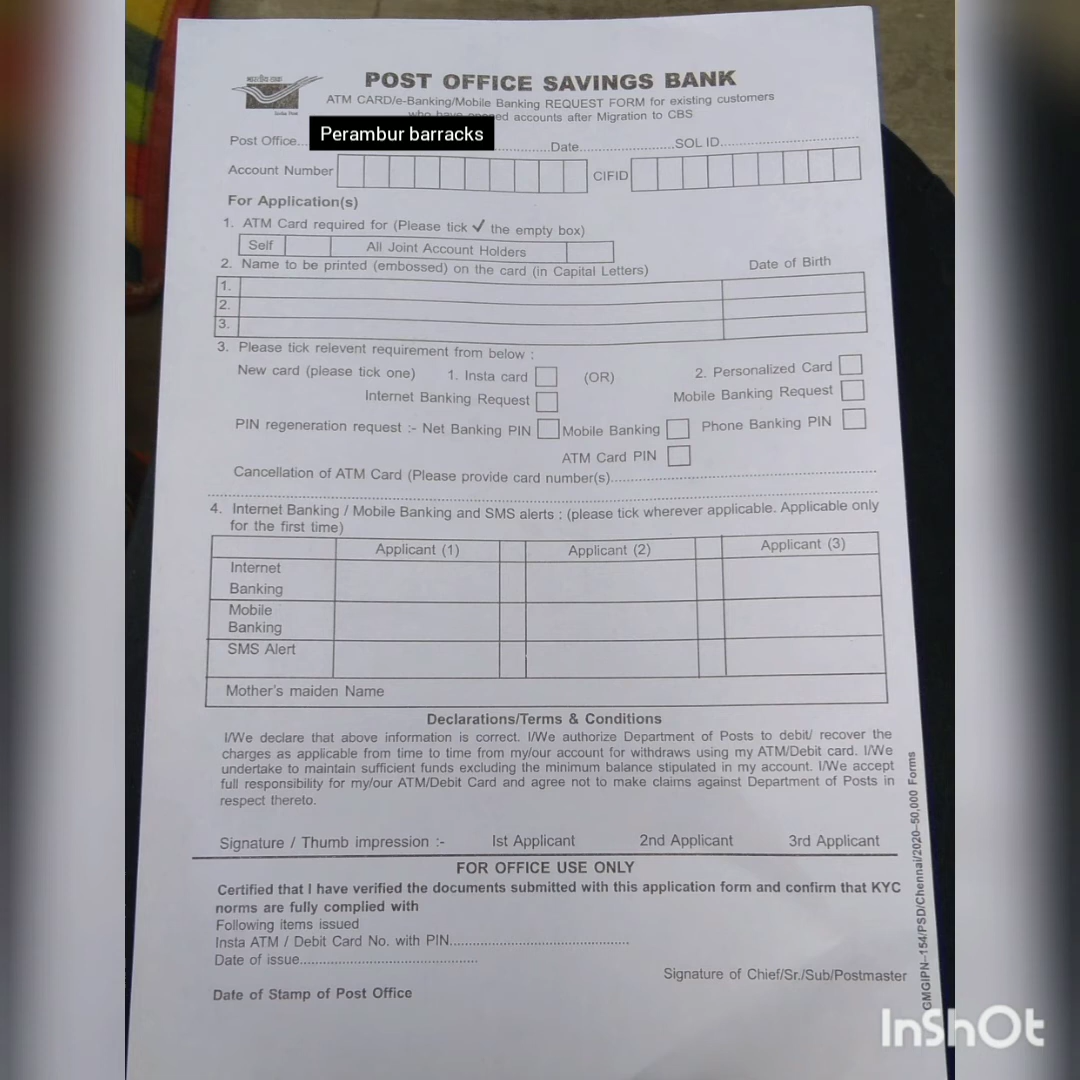 POST OFFICE SAVINGS BANK
India Post
ATM CARD/e-Banking/Mobile Banking REQUEST FORM for existing customers
who have opened accounts after Migration to CBS
Post Office... Perambur barracks ............Date....................SOL ID................................
Account Number CIFID
For Application(s)
1. ATM Card required for (Please tick ✓ the empty box)
Self All Joint Account Holders
2. Name to be printed (embossed) on the card (in Capital Letters) Date of Birth
1.
2.
3.
3. Please tick relevent requirement from below :
New card (please tick one) 1. Insta card (OR) 2. Personalized Card
Internet Banking Request Mobile Banking Request
PIN regeneration request :- Net Banking PIN Mobile Banking Phone Banking PIN
ATM Card PIN
Cancellation of ATM Card (Please provide card number(s)............................................................
4. Internet Banking / Mobile Banking and SMS alerts : (please tick wherever applicable. Applicable only
for the first time)
Applicant (1) Applicant (2) Applicant (3)
Internet
Banking
Mobile
Banking
SMS Alert
Mother's maiden Name
Declarations/Terms & Conditions
I/We declare that above information is correct. I/We authorize Department of Posts to debit/ recover the
charges as applicable from time to time from my/our account for withdraws using my ATM/Debit card. I/We
undertake to maintain sufficient funds excluding the minimum balance stipulated in my account. I/We accept
full responsibility for my/our ATM/Debit Card and agree not to make claims against Department of Posts in
respect thereto.
Signature / Thumb impression :- Ist Applicant 2nd Applicant 3rd Applicant
FOR OFFICE USE ONLY
Certified that I have verified the documents submitted with this application form and confirm that KYC
norms are fully complied with
Following items issued
Insta ATM / Debit Card No. with PIN..........................................
Date of issue..........................................
Signature of Chief/Sr./Sub/Postmaster
Date of Stamp of Post Office
GMGIPN–154/PSD/Chennai/2020–50,000 Forms
InShOt